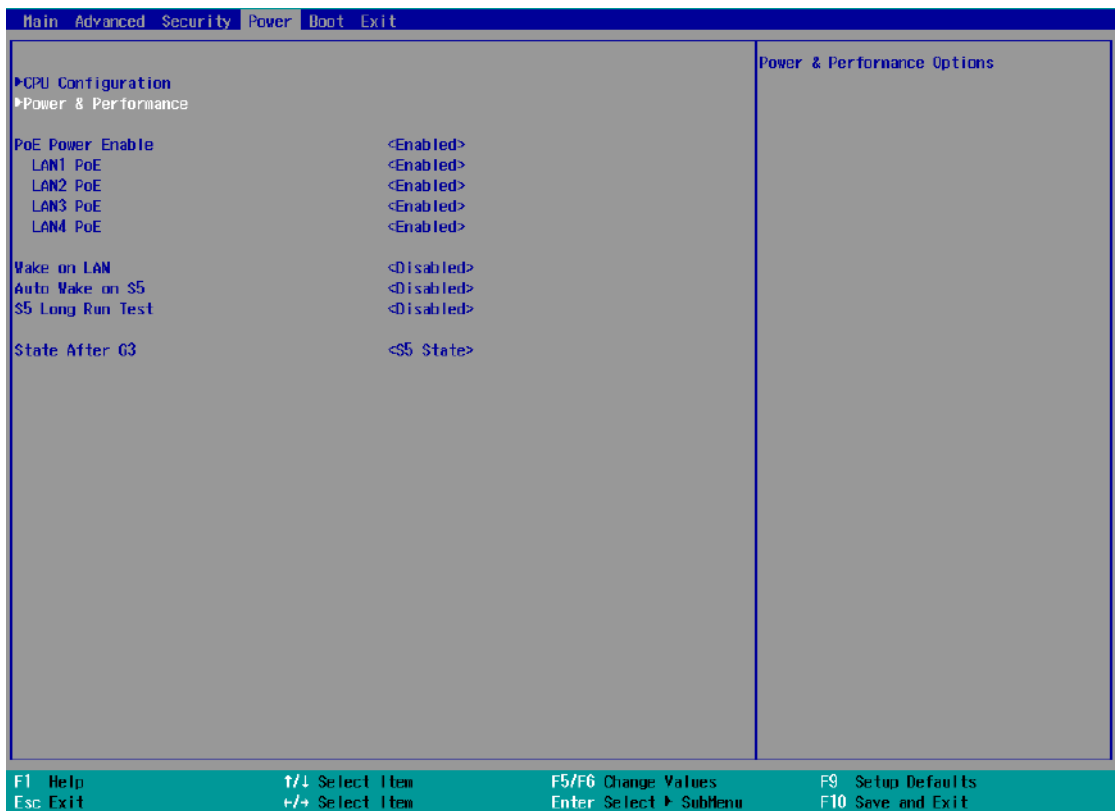 Main Advanced Security Power Boot Exit
Power & Performance Options
▶CPU Configuration
▶Power & Performance
PoE Power Enable <Enabled>
LAN1 PoE <Enabled>
LAN2 PoE <Enabled>
LAN3 PoE <Enabled>
LAN4 PoE <Enabled>
Wake on LAN <Disabled>
Auto Wake on S5 <Disabled>
S5 Long Run Test <Disabled>
State After G3 <S5 State>
F1 Help ↑/↓ Select Item F5/F6 Change Values F9 Setup Defaults
Esc Exit ←/→ Select Item Enter Select ▶ SubMenu F10 Save and Exit